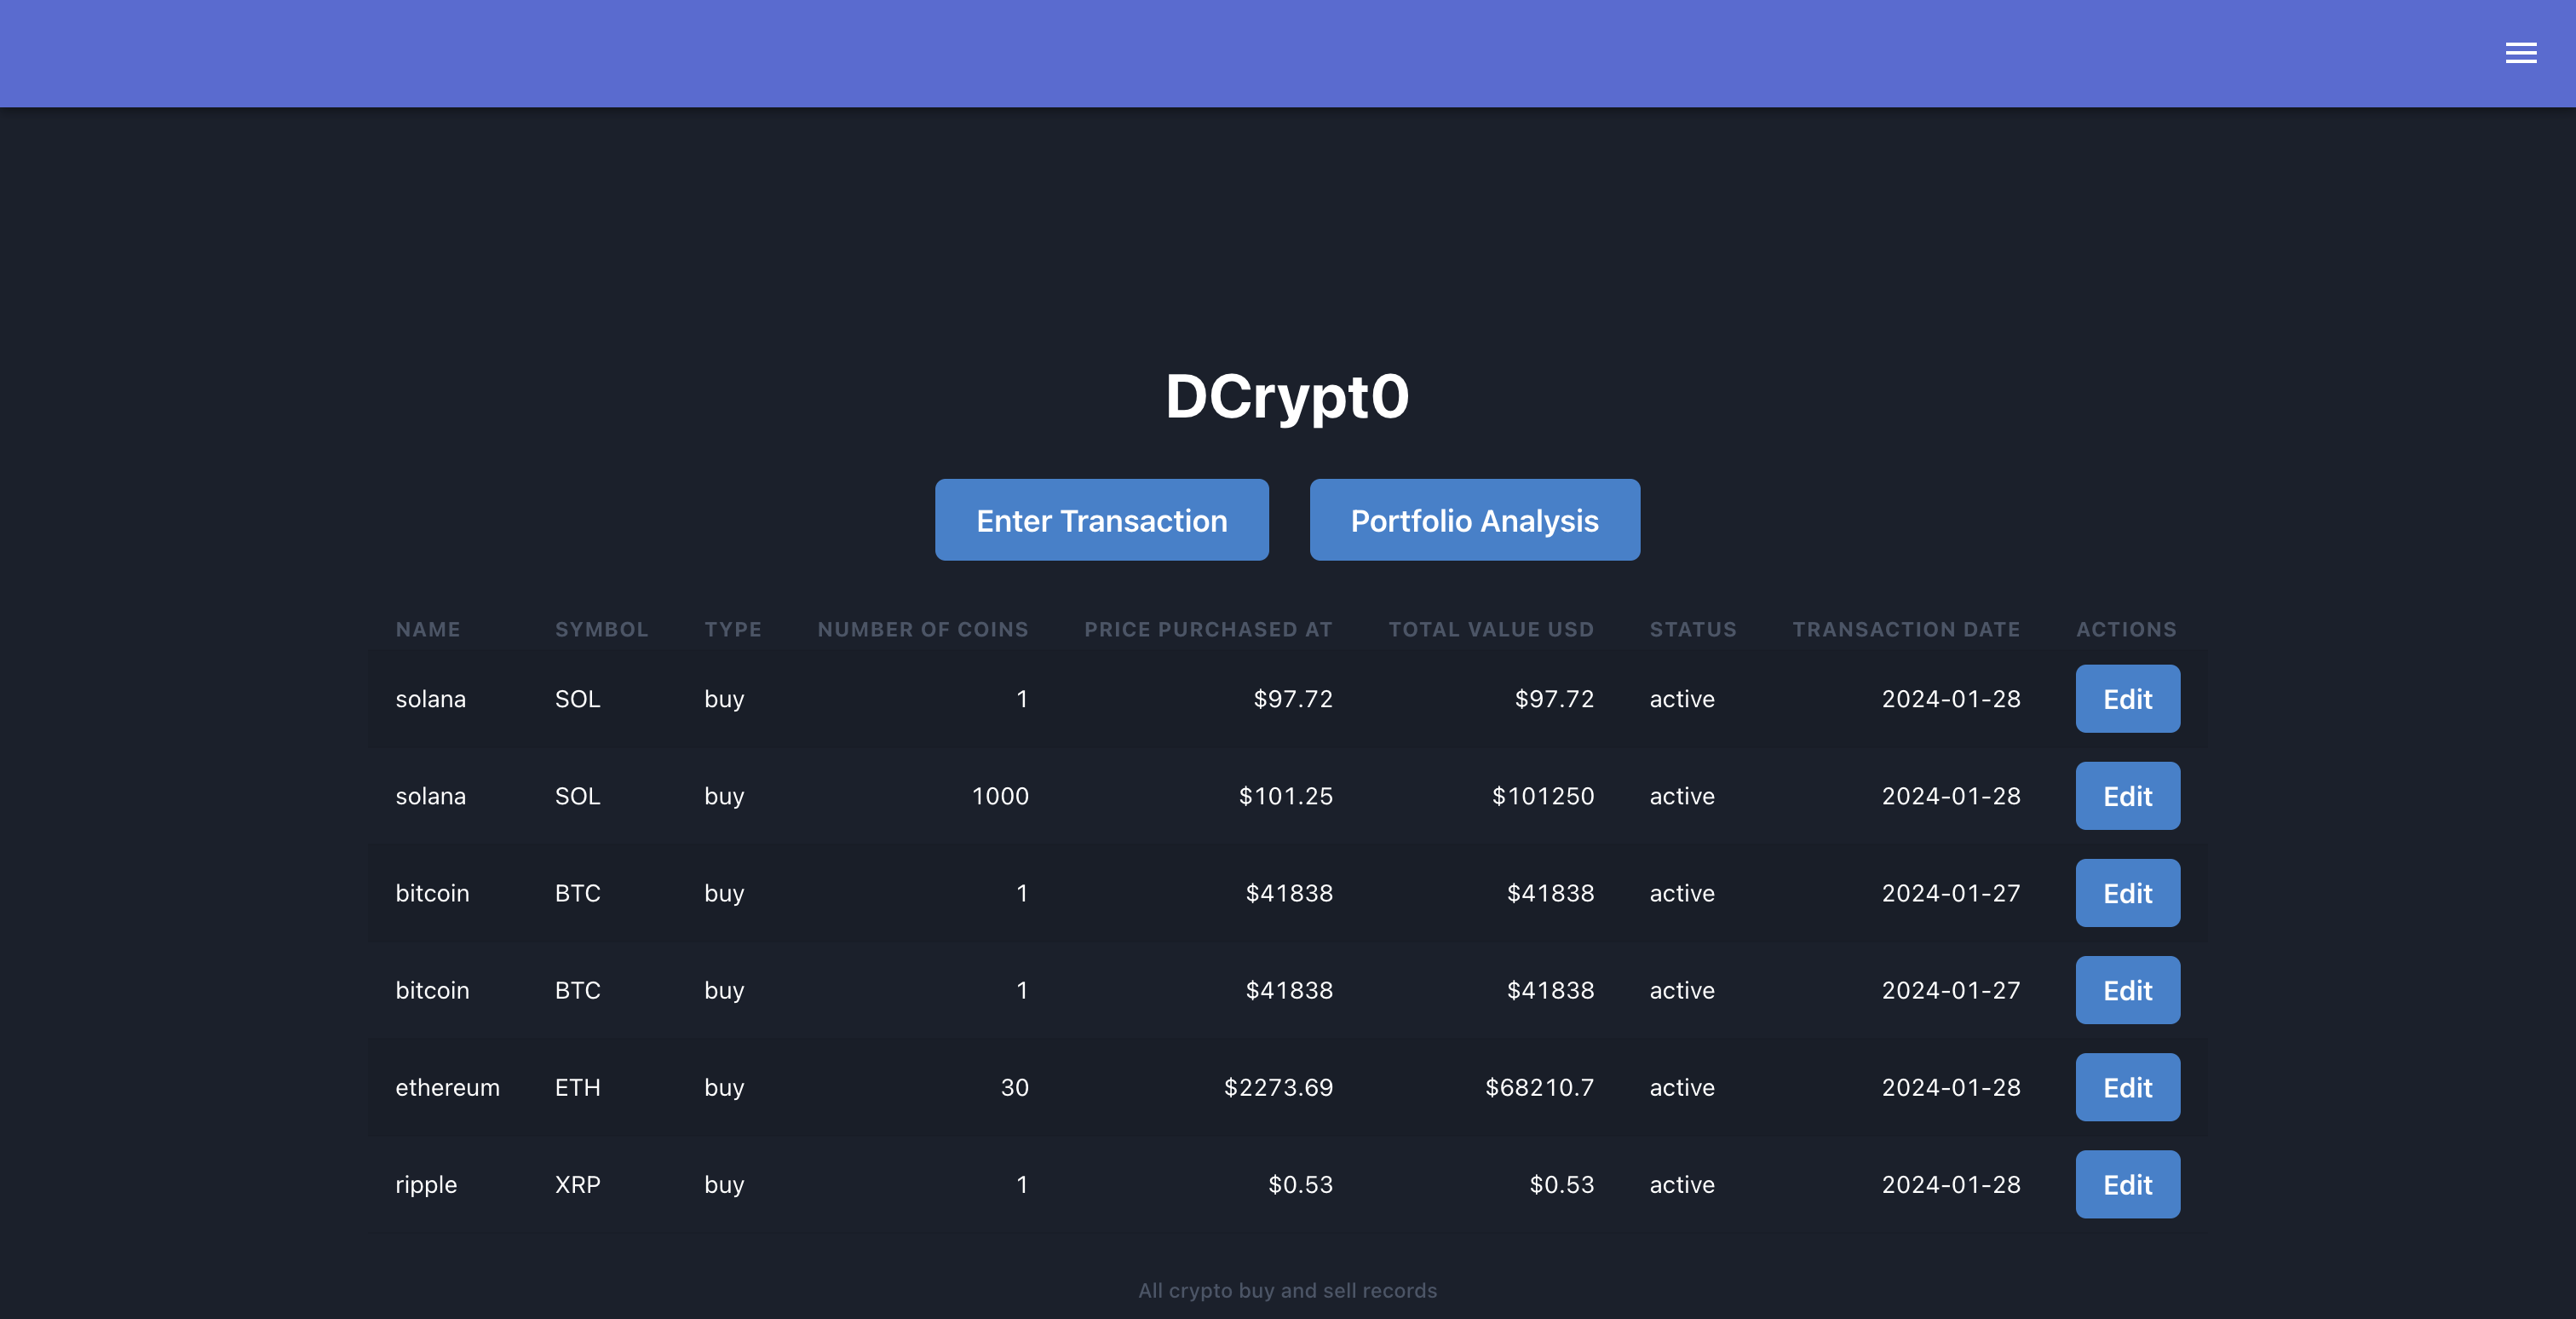 DCrypt0
Enter Transaction Portfolio Analysis
NAME SYMBOL TYPE NUMBER OF COINS PRICE PURCHASED AT TOTAL VALUE USD STATUS TRANSACTION DATE ACTIONS
solana SOL buy 1 $97.72 $97.72 active 2024-01-28 Edit
solana SOL buy 1000 $101.25 $101250 active 2024-01-28 Edit
bitcoin BTC buy 1 $41838 $41838 active 2024-01-27 Edit
bitcoin BTC buy 1 $41838 $41838 active 2024-01-27 Edit
ethereum ETH buy 30 $2273.69 $68210.7 active 2024-01-28 Edit
ripple XRP buy 1 $0.53 $0.53 active 2024-01-28 Edit
All crypto buy and sell records